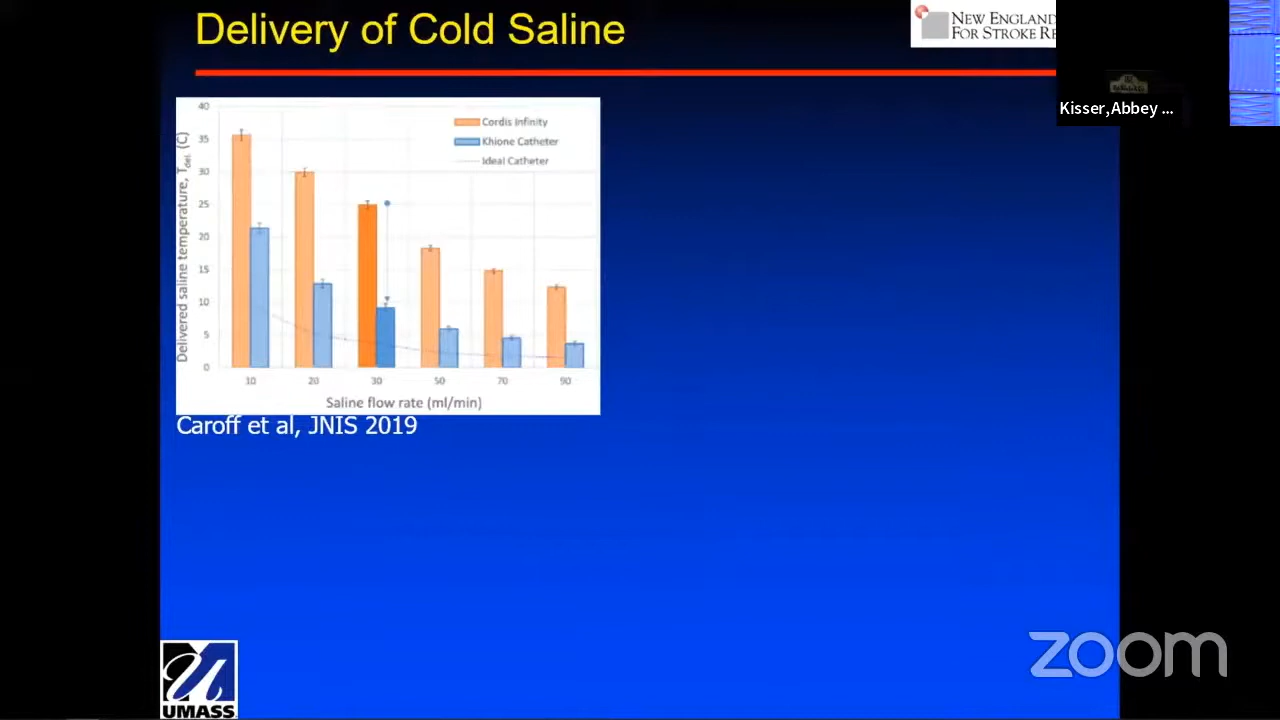 Delivery of Cold Saline
NEW ENGLAND
FOR STROKE RE
Kisser,Abbey ...
Delivered saline temperature, Tdel. (C)
40
35
30
25
20
15
10
5
0
Cordis Infinity
Khione Catheter
Ideal Catheter
10 20 30 50 70 90
Saline flow rate (ml/min)
Caroff et al, JNIS 2019
UMASS
zoom